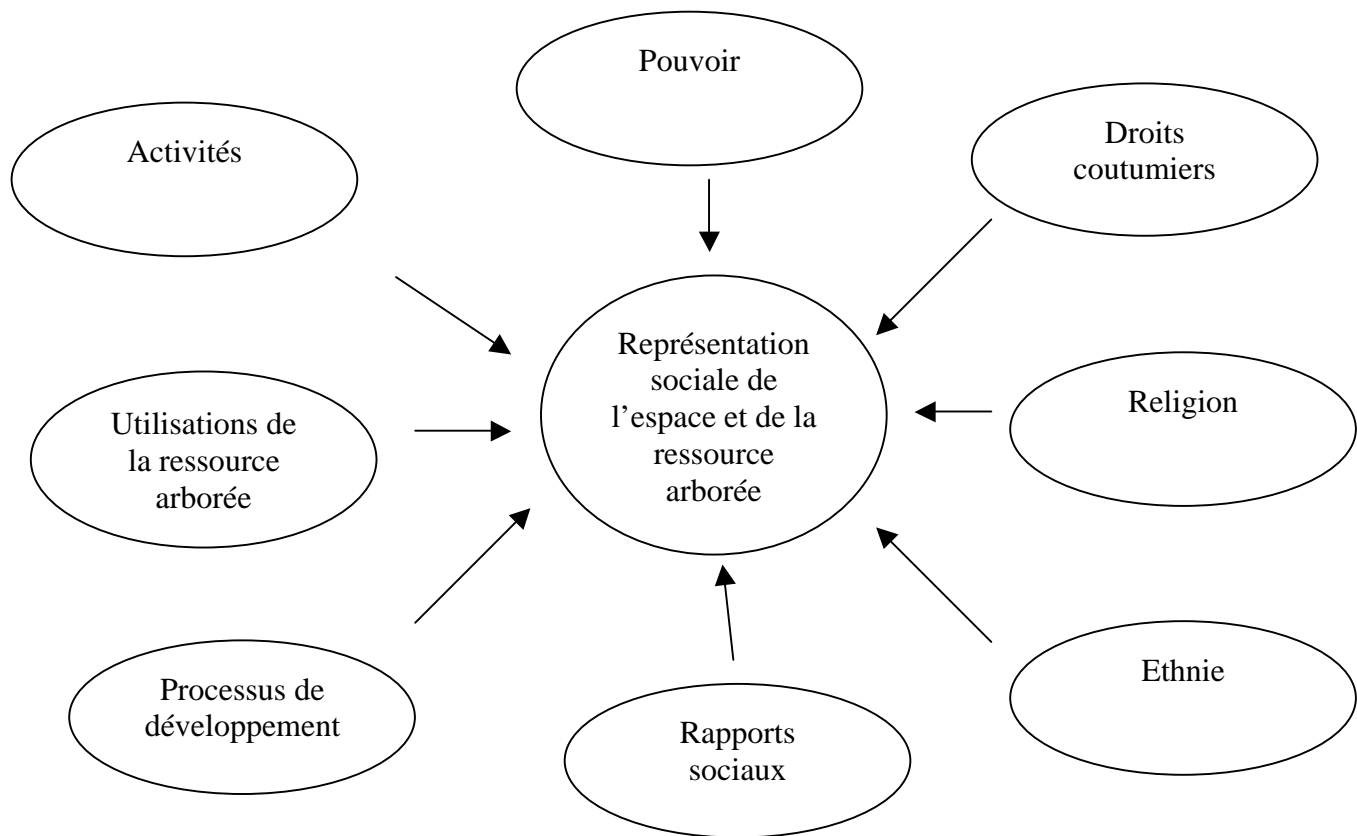 Pouvoir
Activités
Droits
coutumiers
Représentation
sociale de
l’espace et de la
ressource
arborée
Utilisations de
la ressource
arborée
Religion
Processus de
développement
Rapports
sociaux
Ethnie